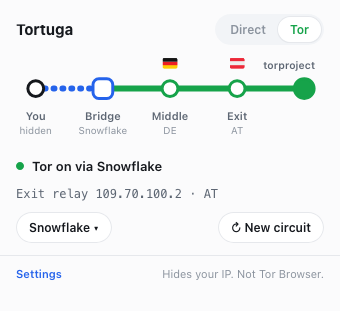 Tortuga
Direct Tor
torproject
You Bridge Middle Exit
hidden Snowflake DE AT
Tor on via Snowflake
Exit relay 109.70.100.2 · AT
Snowflake ▾ ↻ New circuit
Settings Hides your IP. Not Tor Browser.